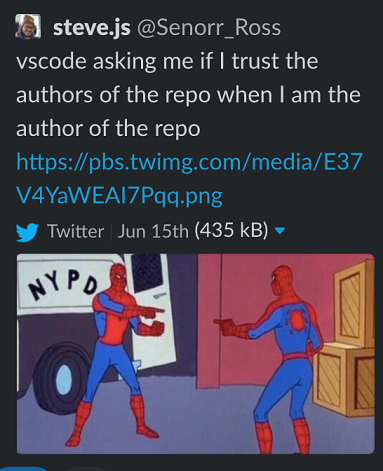 steve.js @Senorr_Ross
vscode asking me if I trust the
authors of the repo when I am the
author of the repo
https://pbs.twimg.com/media/E37
V4YaWEAI7Pqq.png
Twitter Jun 15th (435 kB)
NYPD